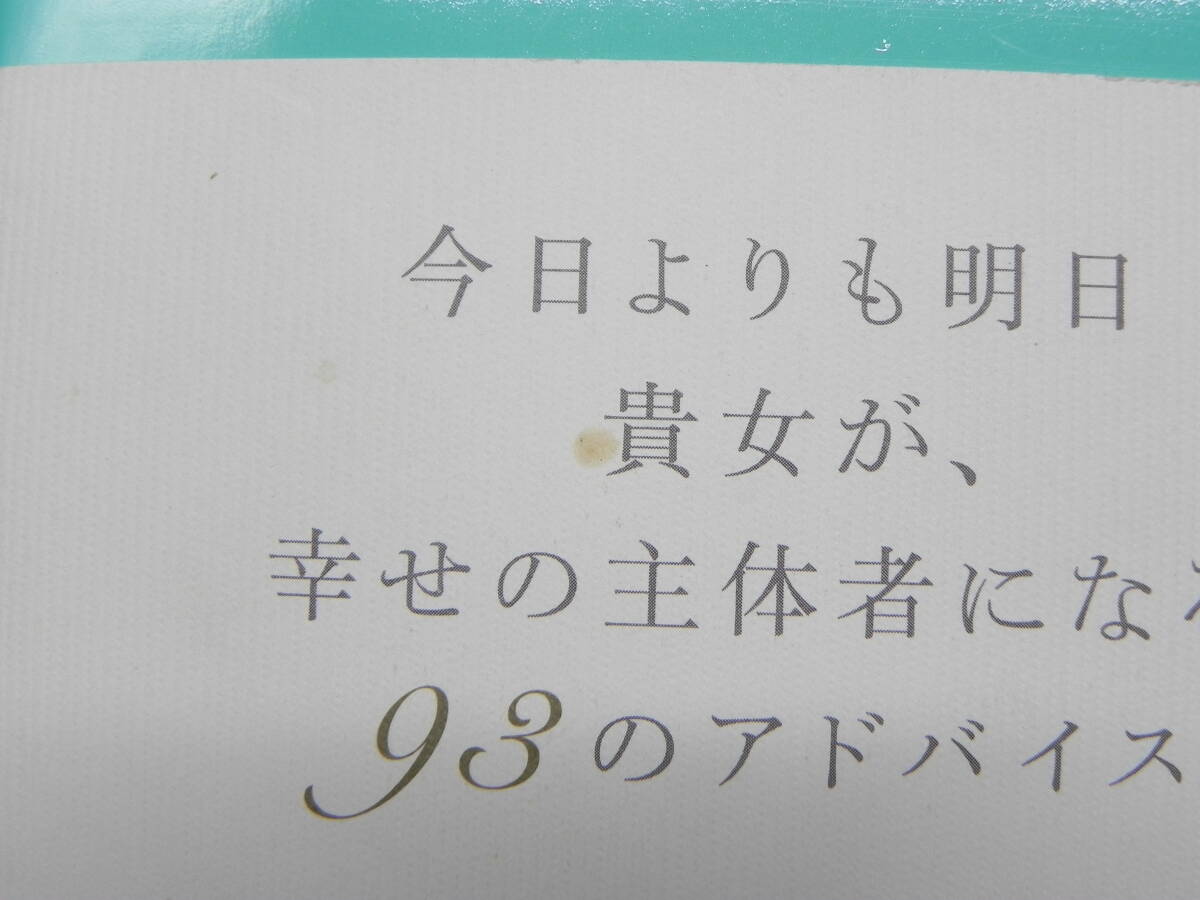 今日よりも明日
貴女が、
幸せの主体者にな
93のアドバイス